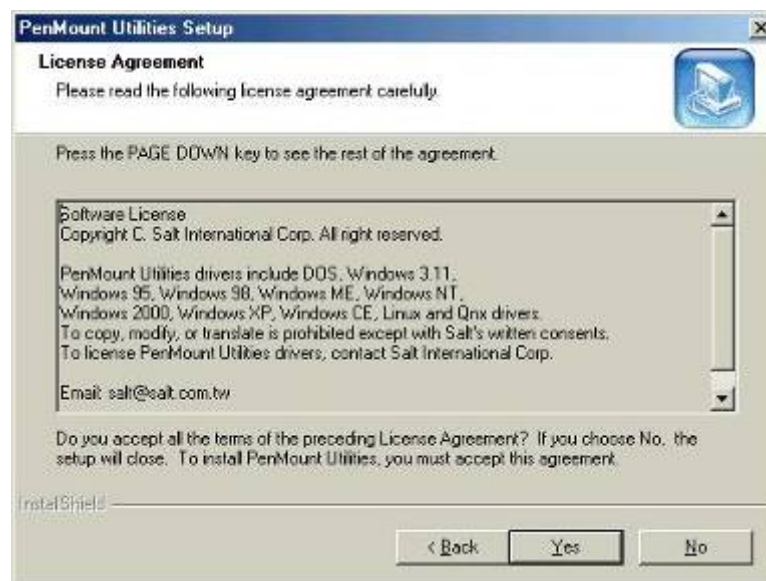 PenMount Utilities Setup
License Agreement
Please read the following license agreement carefully.
Press the PAGE DOWN key to see the rest of the agreement.
Software License
Copyright C. Salt International Corp. All right reserved.
PenMount Utilities drivers include DOS, Windows 3.11,
Windows 95, Windows 98, Windows ME, Windows NT,
Windows 2000, Windows XP, Windows CE, Linux and Qnx drivers.
To copy, modify, or translate is prohibited except with Salt's written consents.
To license PenMount Utilities drivers, contact Salt International Corp.
Email: salt@salt.com.tw
Do you accept all the terms of the preceding License Agreement? If you choose No, the
setup will close. To install PenMount Utilities, you must accept this agreement.
InstallShield
< Back
Yes
No